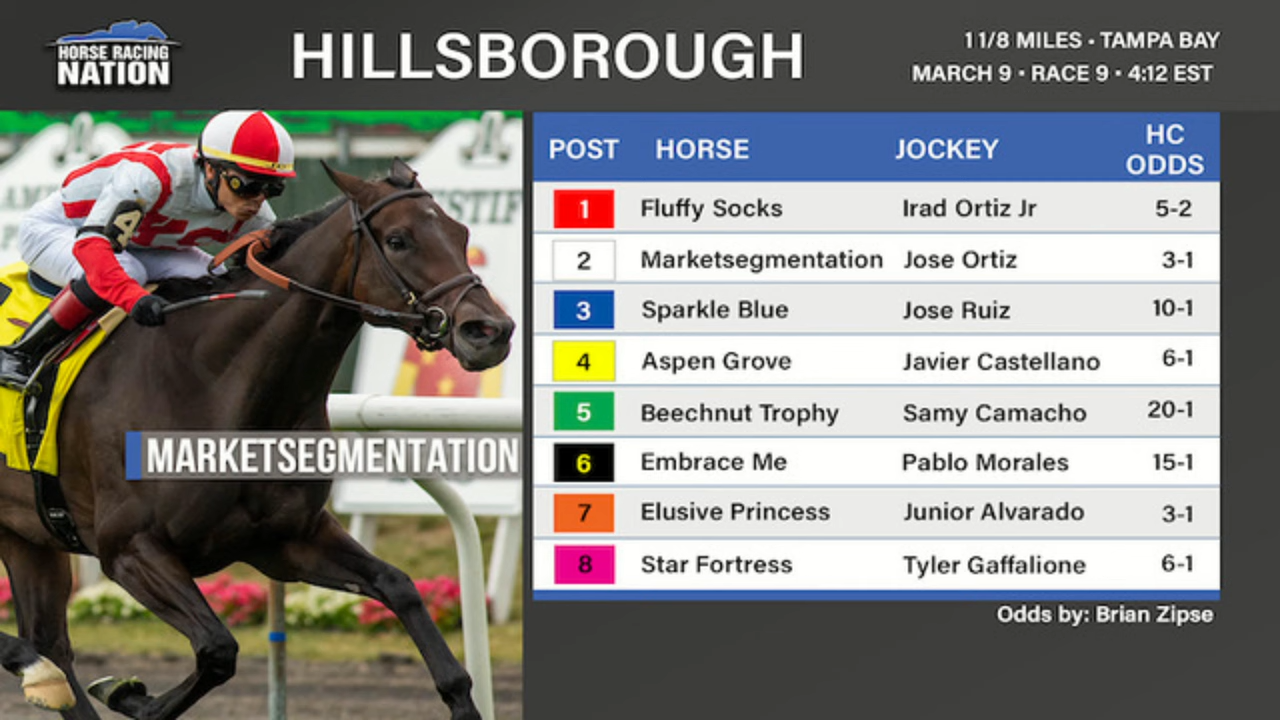 HORSE RACING
NATION
HILLSBOROUGH
1 1/8 MILES • TAMPA BAY
MARCH 9 • RACE 9 • 4:12 EST
POST HORSE JOCKEY HC ODDS
1 Fluffy Socks Irad Ortiz Jr 5-2
2 Marketsegmentation Jose Ortiz 3-1
3 Sparkle Blue Jose Ruiz 10-1
4 Aspen Grove Javier Castellano 6-1
5 Beechnut Trophy Samy Camacho 20-1
6 Embrace Me Pablo Morales 15-1
7 Elusive Princess Junior Alvarado 3-1
8 Star Fortress Tyler Gaffalione 6-1
Odds by: Brian Zipse
4
MARKETSEGMENTATION